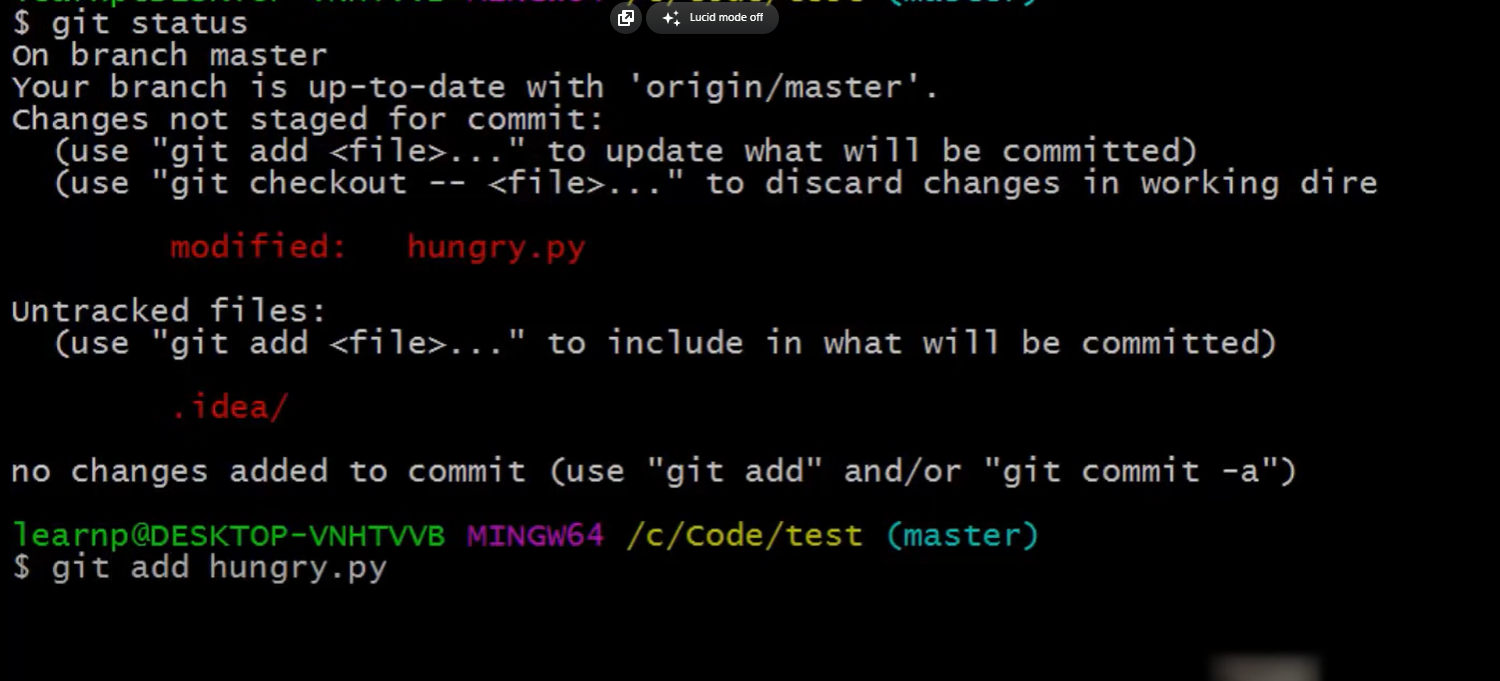 Lucid mode off
$ git status
On branch master
Your branch is up-to-date with 'origin/master'.
Changes not staged for commit:
(use "git add <file>..." to update what will be committed)
(use "git checkout -- <file>..." to discard changes in working dire
modified: hungry.py
Untracked files:
(use "git add <file>..." to include in what will be committed)
.idea/
no changes added to commit (use "git add" and/or "git commit -a")
learnp@DESKTOP-VNHTVVB MINGW64 /c/Code/test (master)
$ git add hungry.py